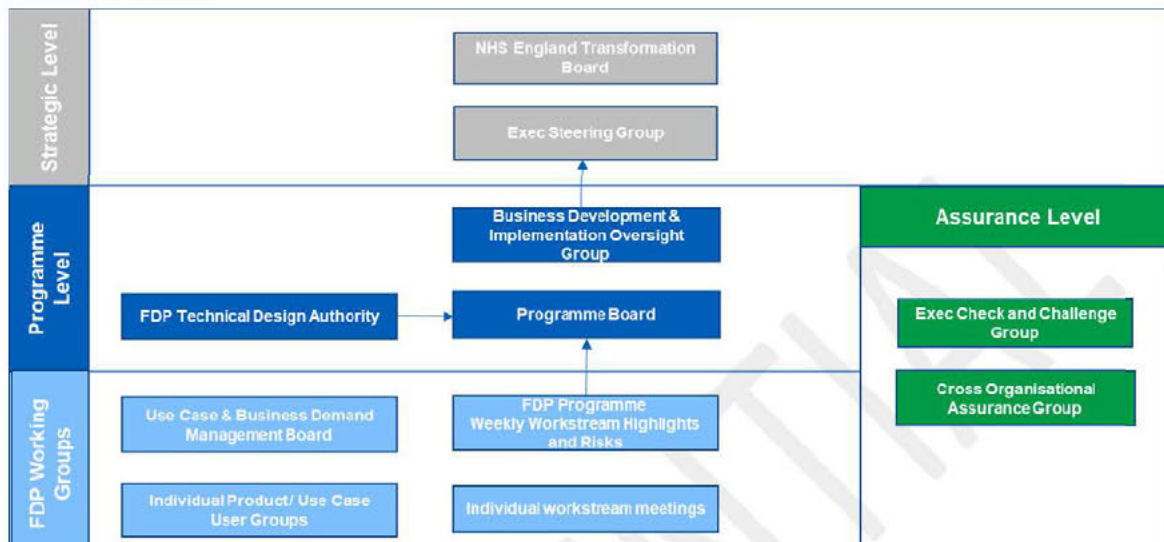 Strategic Level
NHS England Transformation
Board
Exec Steering Group
Programme
Level
Business Development &
Implementation Oversight
Group
FDP Technical Design Authority
Programme Board
Assurance Level
Exec Check and Challenge
Group
Cross Organisational
Assurance Group
FDP Working
Groups
Use Case & Business Demand
Management Board
FDP Programme
Weekly Workstream Highlights
and Risks
Individual Product/ Use Case
User Groups
Individual workstream meetings